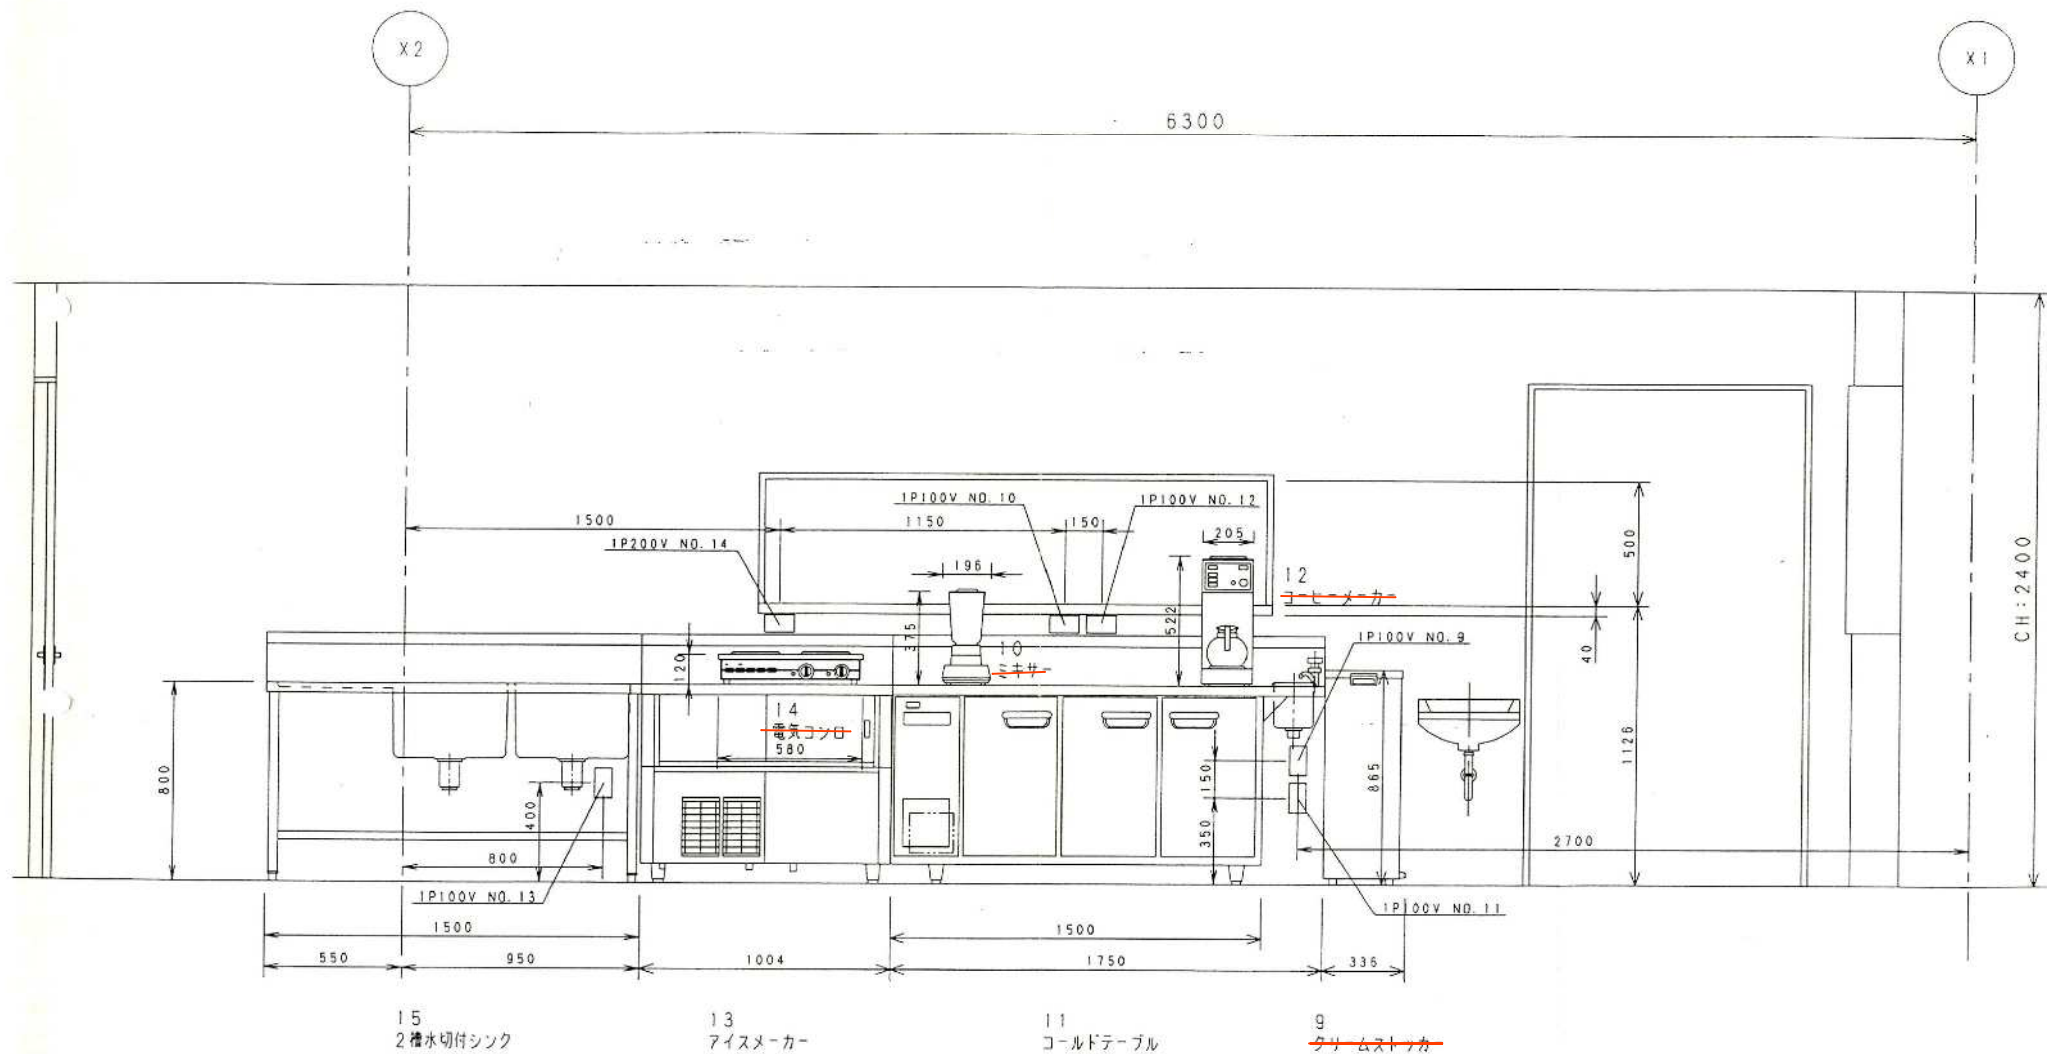 X2
X1
6300
CH:2400
1P100V NO.10
1P100V NO.12
1500
1150
150
205
1P200V NO.14
196
500
12
コーヒーメーカー
522
375
40
120
10
ミキサー
1P100V NO.9
14
電気コンロ
580
800
400
1150
350
865
1126
800
2700
1P100V NO.13
1P100V NO.11
1500
1500
550
950
1004
1750
336
15
2槽水切付シンク
13
アイスメーカー
11
コールドテーブル
9
クリームストッカー